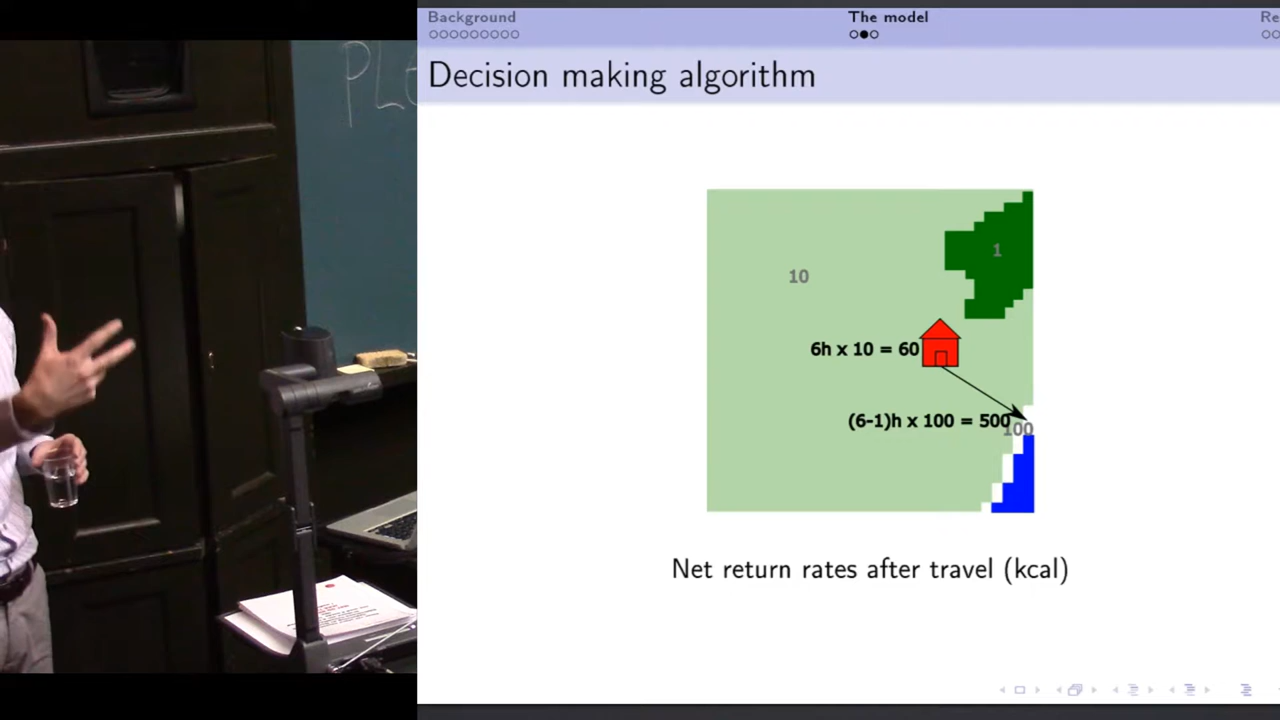 PL
Background
The model
Re
Decision making algorithm
1
10
6h x 10 = 60
(6-1)h x 100 = 500
100
Net return rates after travel (kcal)